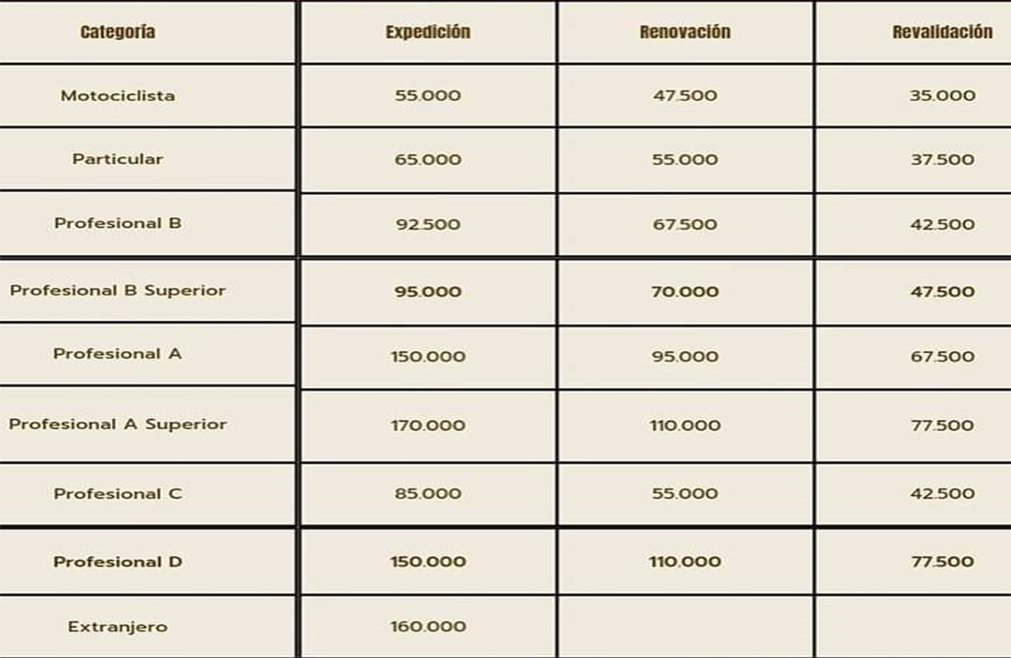 Categoría Expedición Renovación Revalidación
Motociclista 55.000 47.500 35.000
Particular 65.000 55.000 37.500
Profesional B 92.500 67.500 42.500
Profesional B Superior 95.000 70.000 47.500
Profesional A 150.000 95.000 67.500
Profesional A Superior 170.000 110.000 77.500
Profesional C 85.000 55.000 42.500
Profesional D 150.000 110.000 77.500
Extranjero 160.000